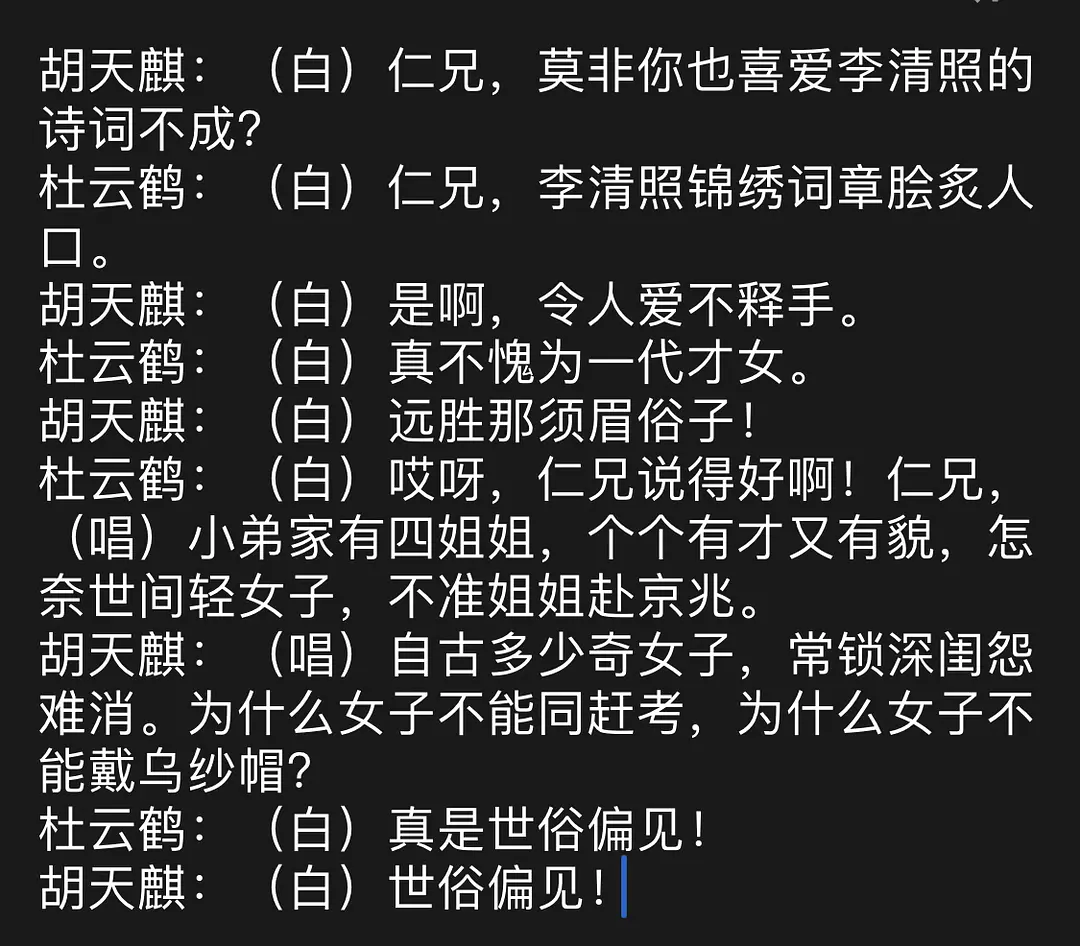 胡天麒：（白）仁兄，莫非你也喜爱李清照的
诗词不成？
杜云鹤：（白）仁兄，李清照锦绣词章脍炙人
口。
胡天麒：（白）是啊，令人爱不释手。
杜云鹤：（白）真不愧为一代才女。
胡天麒：（白）远胜那须眉俗子！
杜云鹤：（白）哎呀，仁兄说得好啊！仁兄，
（唱）小弟家有四姐姐，个个有才又有貌，怎
奈世间轻女子，不准姐姐赴京兆。
胡天麒：（唱）自古多少奇女子，常锁深闺怨
难消。为什么女子不能同赶考，为什么女子不
能戴乌纱帽？
杜云鹤：（白）真是世俗偏见！
胡天麒：（白）世俗偏见！